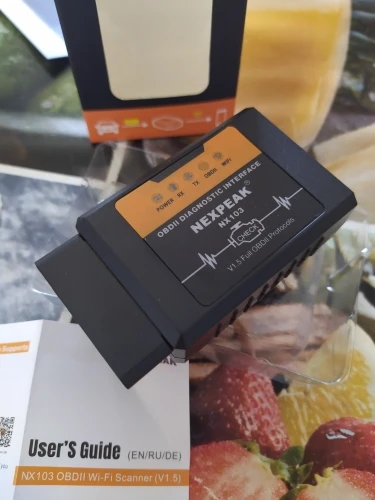 POWER RX TX OBDII WIFI
OBDII DIAGNOSTIC INTERFACE
NEXPEAK®
NX103
CHECK
V1.5 Full OBDII Protocols
User'S Guide (EN/RU/DE)
NX103 OBDII Wi-Fi Scanner (V1.5)